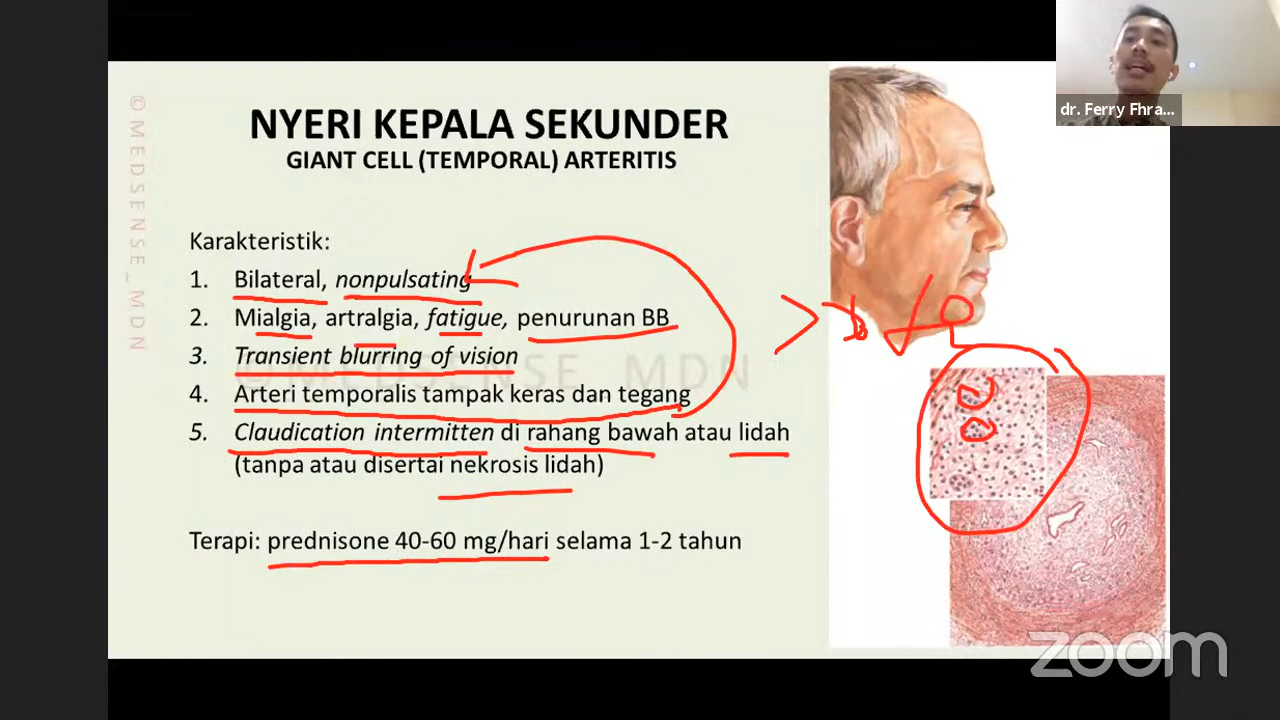 ©MEDSENSE_MDN
NYERI KEPALA SEKUNDER
GIANT CELL (TEMPORAL) ARTERITIS
Karakteristik:
1. Bilateral, nonpulsating
2. Mialgia, artralgia, fatigue, penurunan BB
3. Transient blurring of vision
4. Arteri temporalis tampak keras dan tegang
5. Claudication intermitten di rahang bawah atau lidah
(tanpa atau disertai nekrosis lidah)
Terapi: prednisone 40-60 mg/hari selama 1-2 tahun
©MEDSENSE_MDN
dr. Ferry Fhra...
zoom